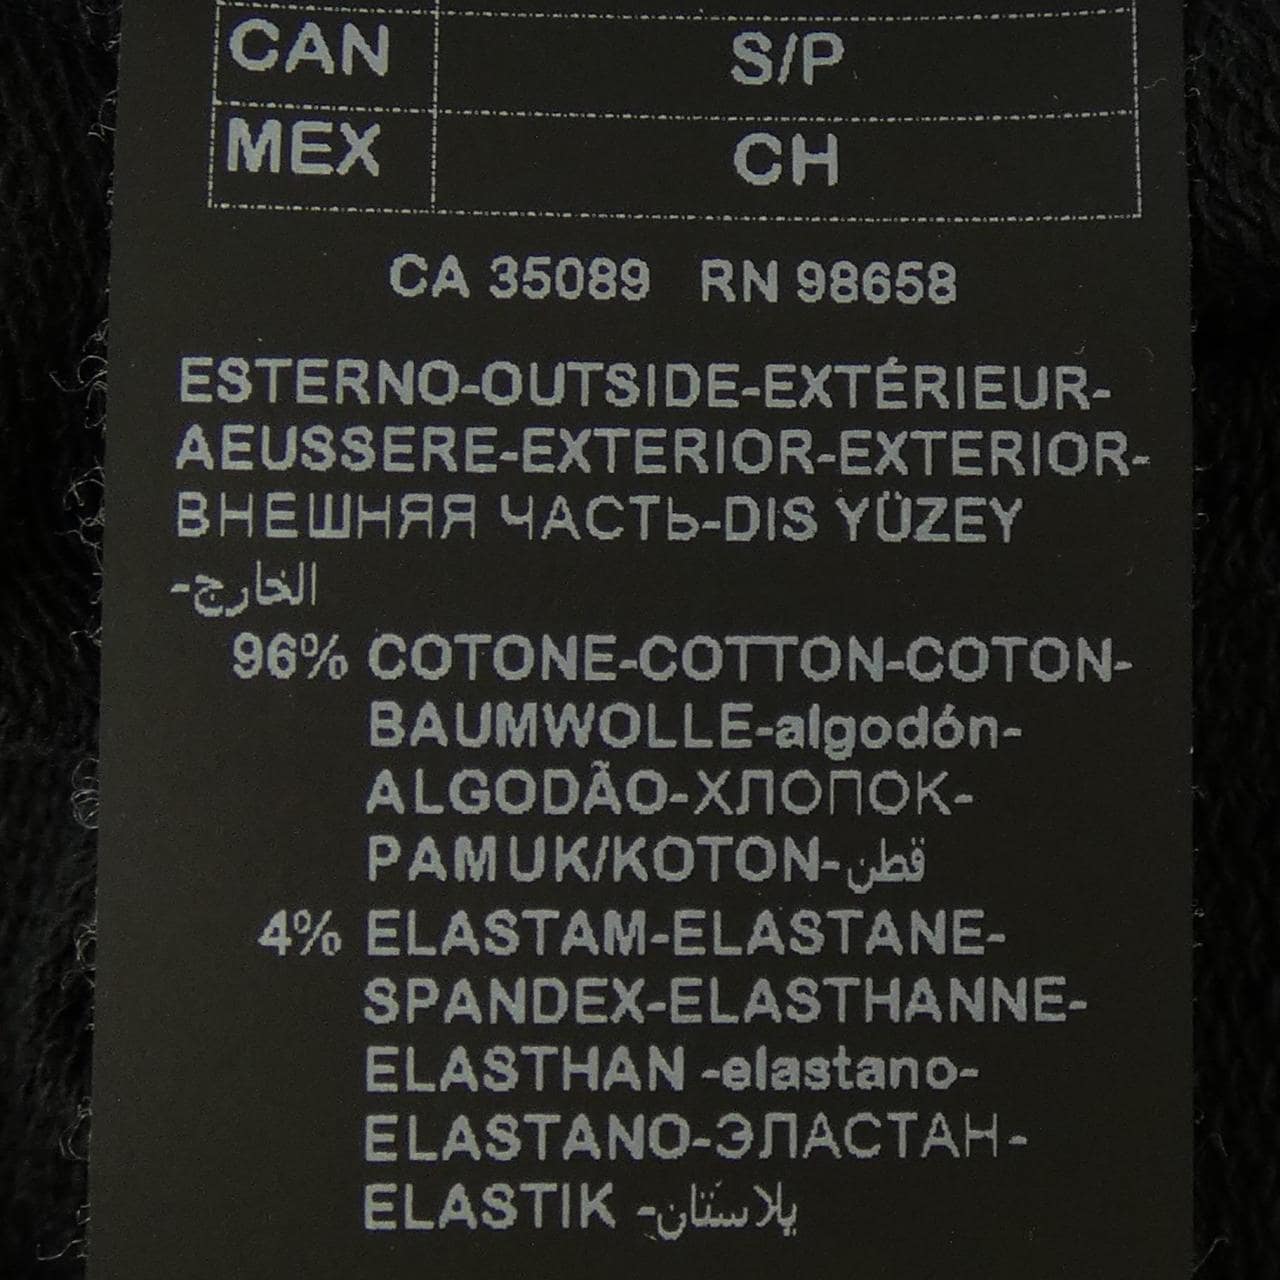 CAN S/P
MEX CH
CA 35089 RN 98658
ESTERNO-OUTSIDE-EXTÉRIEUR-
AEUSSERE-EXTERIOR-EXTERIOR-
ВНЕШНЯЯ ЧАСТЬ-DIS YÜZEY
-الخارج
96% COTONE-COTTON-COTON-
BAUMWOLLE-algodón-
ALGODÃO-ХЛОПОК-
PAMUK/KOTON-قطن
4% ELASTAM-ELASTANE-
SPANDEX-ELASTHANNE-
ELASTHAN -elastano-
ELASTANO-ЭЛАСТАН-
ELASTIK -يلاستان